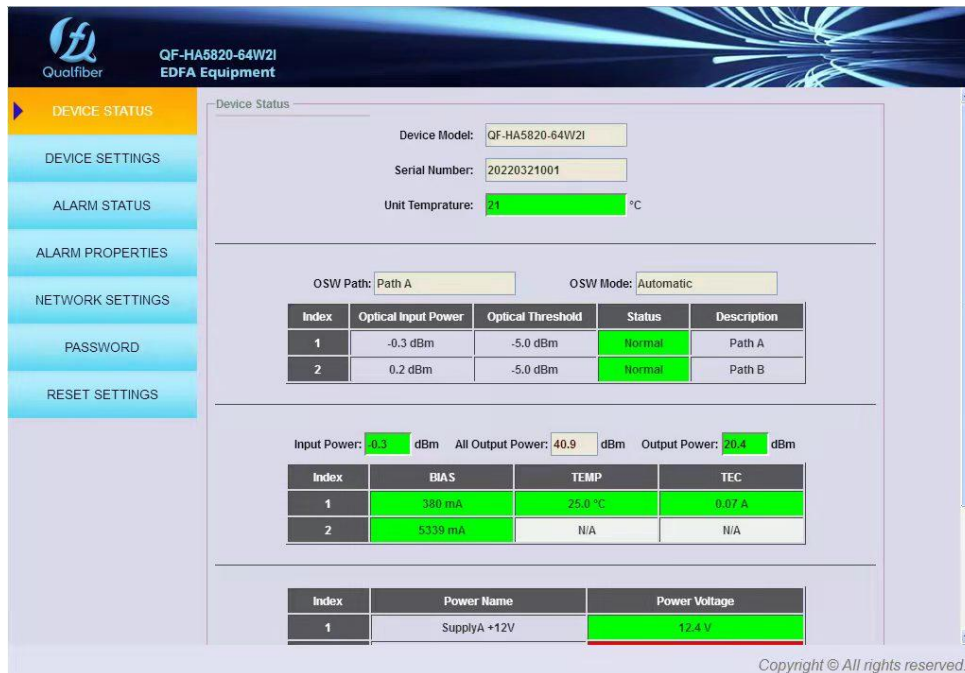 Qualfiber
QF-HA5820-64W2I
EDFA Equipment
DEVICE STATUS
DEVICE SETTINGS
ALARM STATUS
ALARM PROPERTIES
NETWORK SETTINGS
PASSWORD
RESET SETTINGS
Device Status
Device Model: QF-HA5820-64W2I
Serial Number: 20220321001
Unit Temprature: 21 °C
OSW Path: Path A OSW Mode: Automatic
Index Optical Input Power Optical Threshold Status Description
1 -0.3 dBm -5.0 dBm Normal Path A
2 0.2 dBm -5.0 dBm Normal Path B
Input Power: -0.3 dBm All Output Power: 40.9 dBm Output Power: 20.4 dBm
Index BIAS TEMP TEC
1 380 mA 25.0 °C 0.07 A
2 5339 mA N/A N/A
Index Power Name Power Voltage
1 SupplyA +12V 12.4 V
Copyright © All rights reserved.